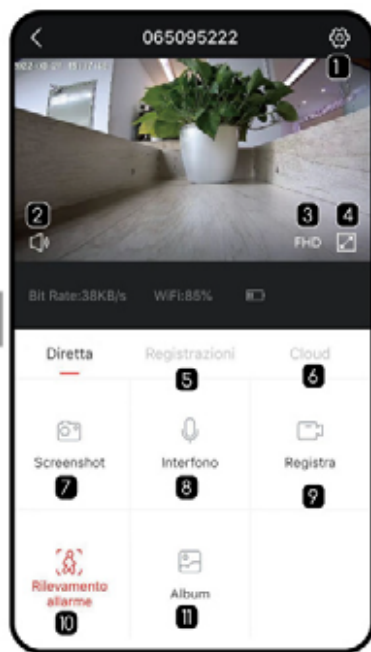 065095222
1
2
3
4
FHD
Bit Rate:38KB/s WiFi:85%
Diretta Registrazioni Cloud
5
6
Screenshot Interfono Registra
7
8
9
Rilevamento
allarme
Album
10
11